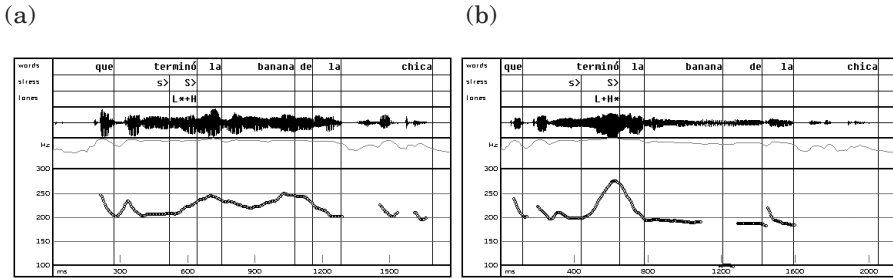 (a) (b)
words que terminó la banana de la chica
stress s> S>
tones L*+H
Hz
300
250
200
150
100
ms 300 600 900 1200 1500
words que terminó la banana de la chica
stress s> S>
tones L+H*
Hz
300
250
200
150
100
ms 400 800 1200 1600 2000